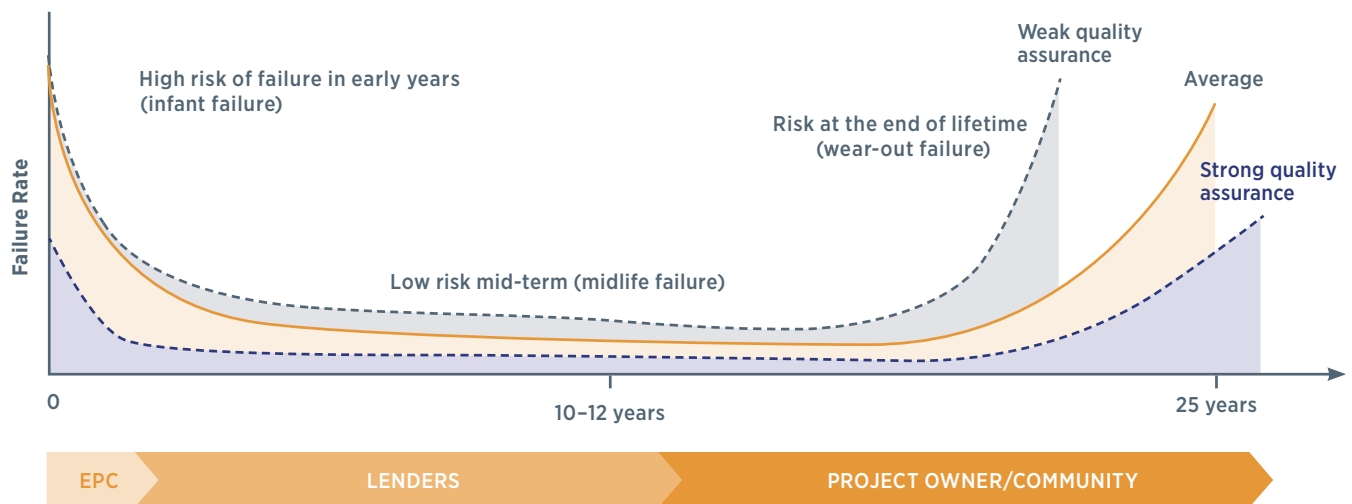 Weak quality
assurance
High risk of failure in early years
(infant failure)
Average
Risk at the end of lifetime
(wear-out failure)
Strong quality
assurance
Failure Rate
Low risk mid-term (midlife failure)
0
10–12 years
25 years
EPC
LENDERS
PROJECT OWNER/COMMUNITY